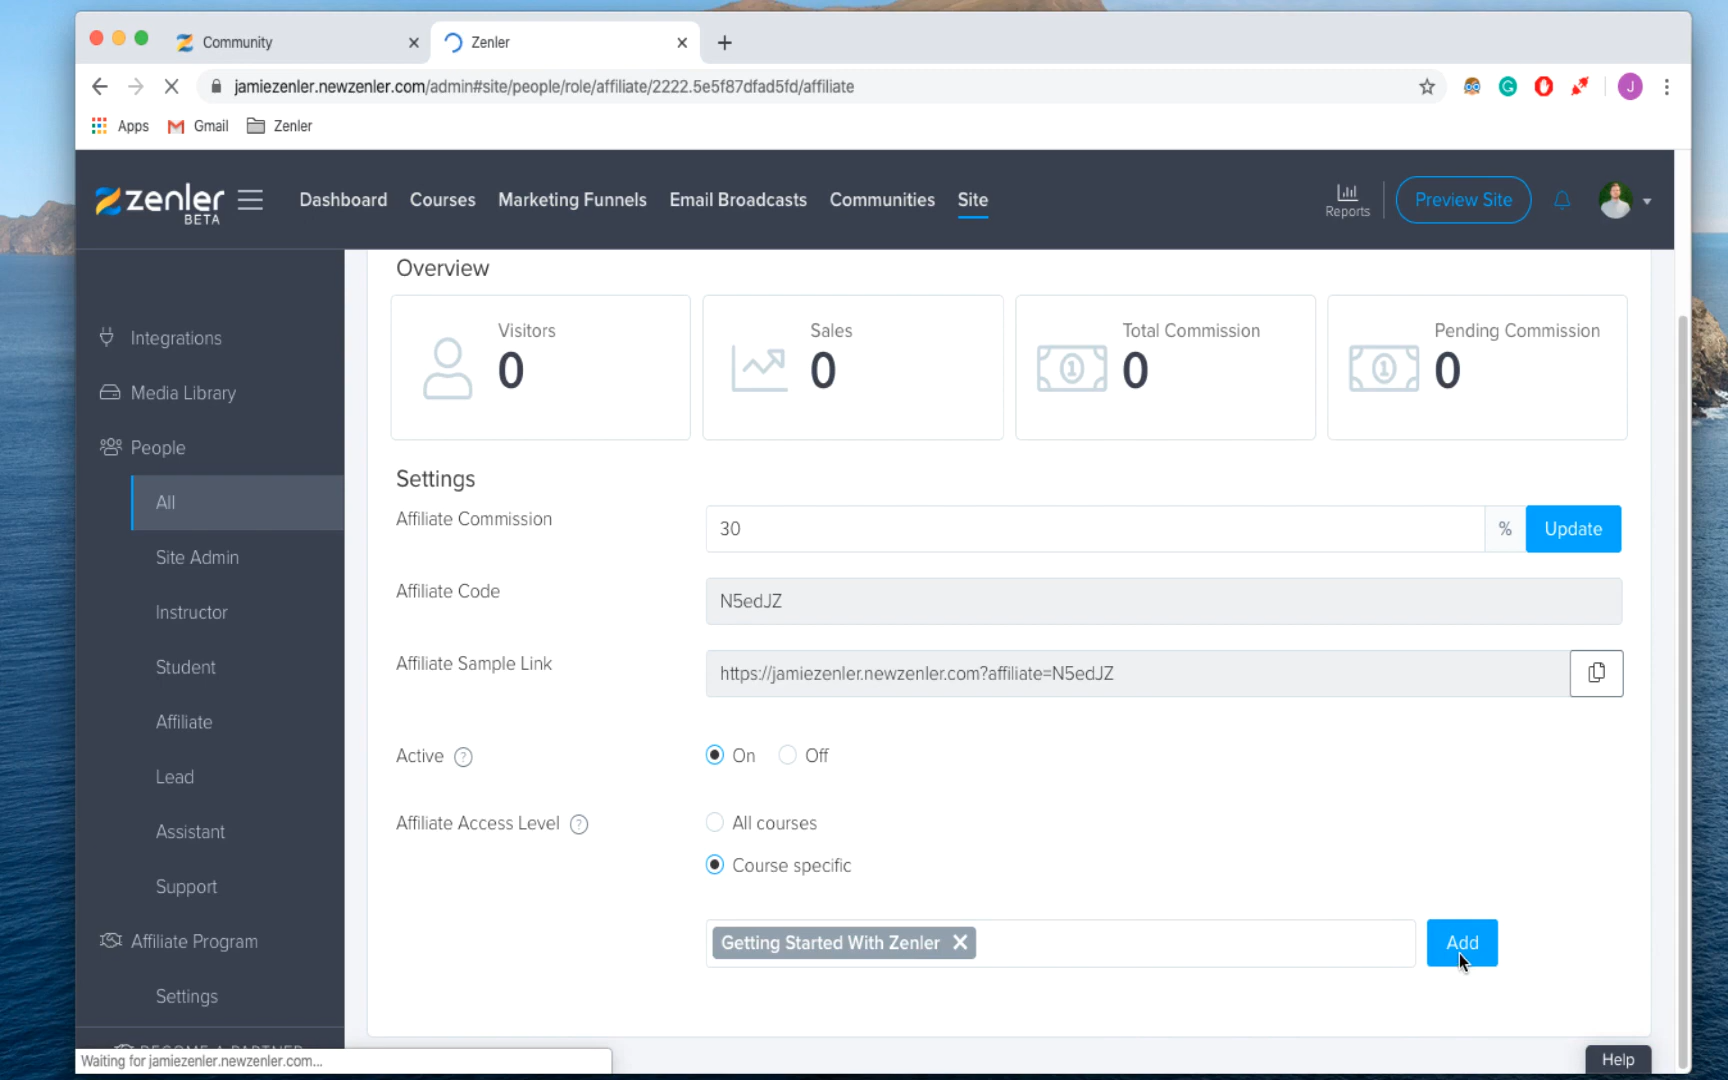 Community
Zenler
jamiezenler.newzenler.com/admin#site/people/role/affiliate/2222.5e5f87dfad5fd/affiliate
J
Apps
Gmail
Zenler
zenler
BETA
Dashboard
Courses
Marketing Funnels
Email Broadcasts
Communities
Site
Reports
Preview Site
Integrations
Media Library
People
All
Site Admin
Instructor
Student
Affiliate
Lead
Assistant
Support
Affiliate Program
Settings
Overview
Visitors
0
Sales
0
Total Commission
0
Pending Commission
0
Settings
Affiliate Commission
30
%
Update
Affiliate Code
N5edJZ
Affiliate Sample Link
https://jamiezenler.newzenler.com?affiliate=N5edJZ
Active ?
On
Off
Affiliate Access Level ?
All courses
Course specific
Getting Started With Zenler
Add
BECOME A PARTNER
Waiting for jamiezenler.newzenler.com...
Help